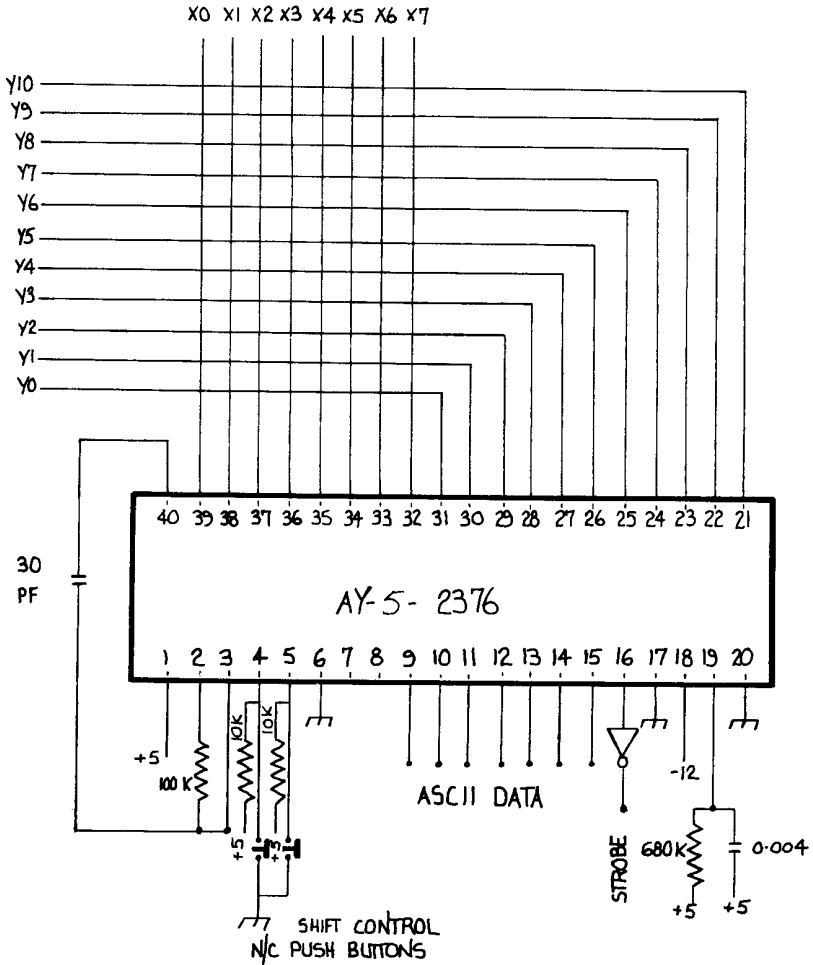 X0 X1 X2 X3 X4 X5 X6 X7
Y10
Y9
Y8
Y7
Y6
Y5
Y4
Y3
Y2
Y1
Y0
40 39 38 37 36 35 34 33 32 31 30 29 28 27 26 25 24 23 22 21
30
PF
AY-5-2376
1 2 3 4 5 6 7 8 9 10 11 12 13 14 15 16 17 18 19 20
+5
100K
10K
10K
+5
+5
ASCII DATA
STROBE
-12
680K
0.004
+5
+5
SHIFT CONTROL
N/C PUSH BUTTONS